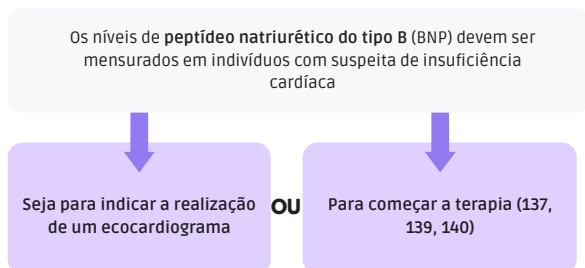 Os níveis de peptídeo natriurético do tipo B (BNP) devem ser
mensurados em indivíduos com suspeita de insuficiência
cardíaca
Seja para indicar a realização
de um ecocardiograma
OU
Para começar a terapia (137,
139, 140)